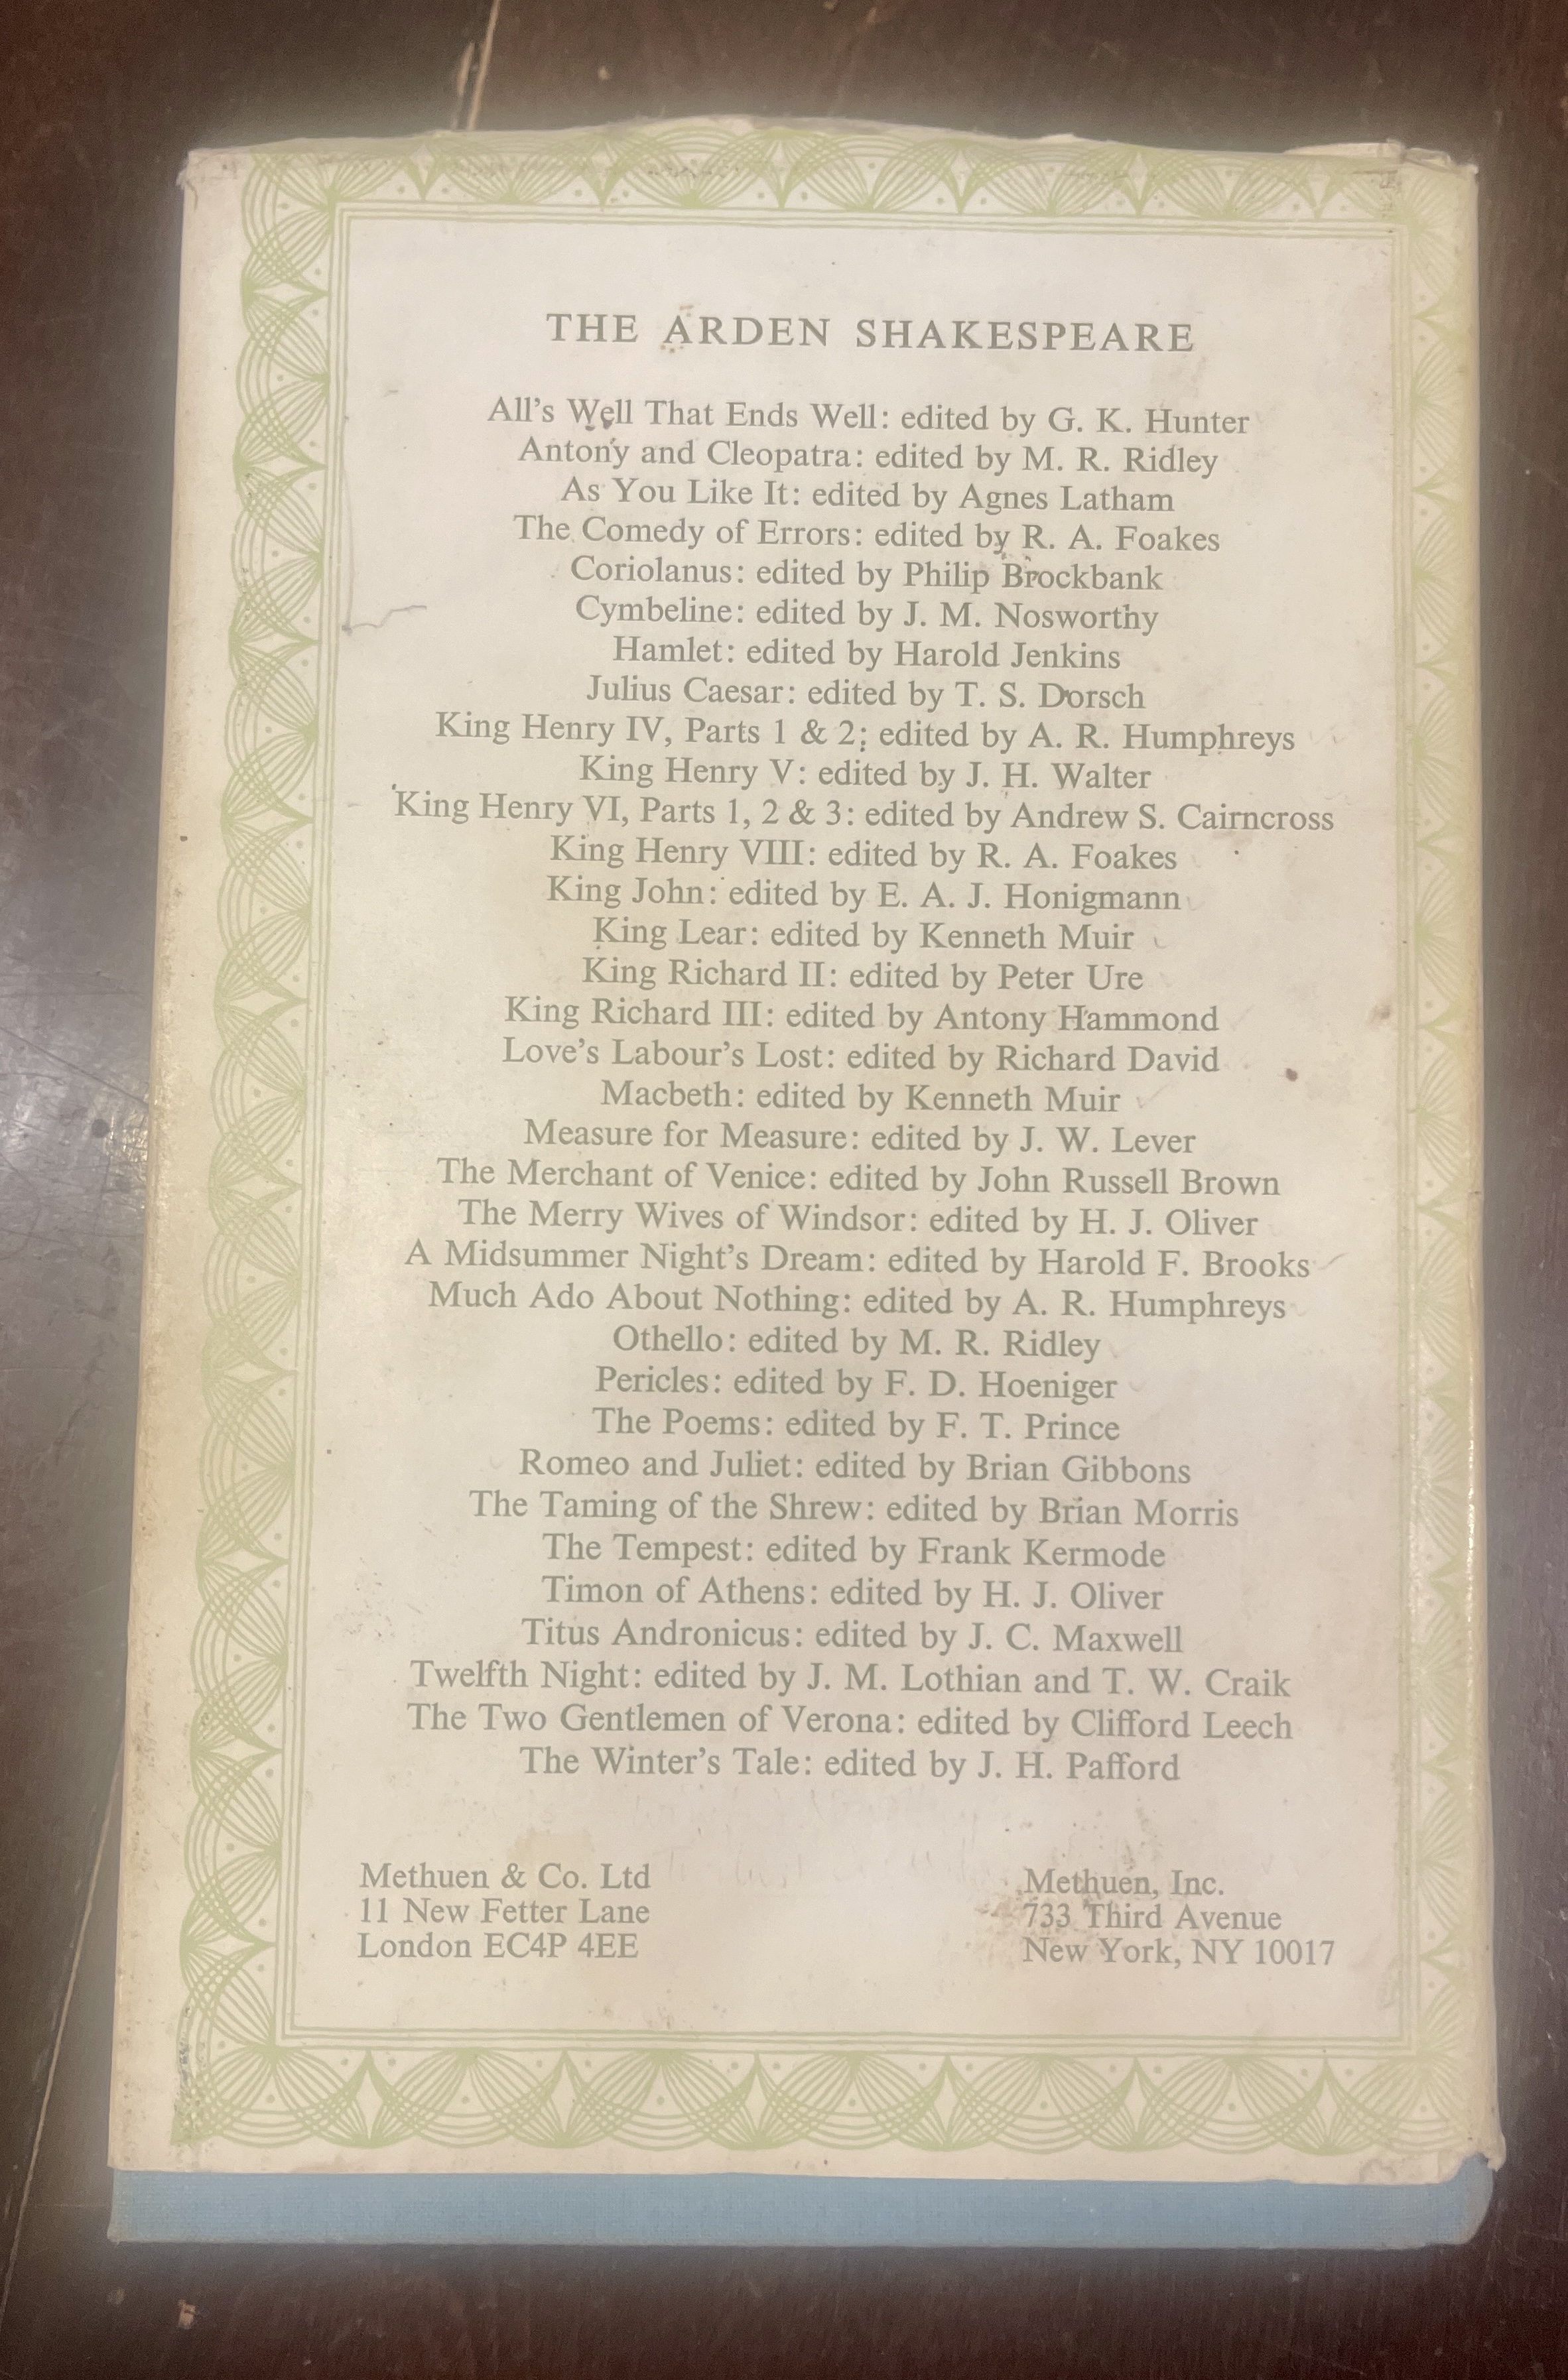 THE ARDEN SHAKESPEARE
All's Well That Ends Well: edited by G. K. Hunter
Antony and Cleopatra: edited by M. R. Ridley
As You Like It: edited by Agnes Latham
The Comedy of Errors: edited by R. A. Foakes
Coriolanus: edited by Philip Brockbank
Cymbeline: edited by J. M. Nosworthy
Hamlet: edited by Harold Jenkins
Julius Caesar: edited by T. S. Dorsch
King Henry IV, Parts 1 & 2: edited by A. R. Humphreys
King Henry V: edited by J. H. Walter
King Henry VI, Parts 1, 2 & 3: edited by Andrew S. Cairncross
King Henry VIII: edited by R. A. Foakes
King John: edited by E. A. J. Honigmann
King Lear: edited by Kenneth Muir
King Richard II: edited by Peter Ure
King Richard III: edited by Antony Hammond
Love's Labour's Lost: edited by Richard David
Macbeth: edited by Kenneth Muir
Measure for Measure: edited by J. W. Lever
The Merchant of Venice: edited by John Russell Brown
The Merry Wives of Windsor: edited by H. J. Oliver
A Midsummer Night's Dream: edited by Harold F. Brooks
Much Ado About Nothing: edited by A. R. Humphreys
Othello: edited by M. R. Ridley
Pericles: edited by F. D. Hoeniger
The Poems: edited by F. T. Prince
Romeo and Juliet: edited by Brian Gibbons
The Taming of the Shrew: edited by Brian Morris
The Tempest: edited by Frank Kermode
Timon of Athens: edited by H. J. Oliver
Titus Andronicus: edited by J. C. Maxwell
Twelfth Night: edited by J. M. Lothian and T. W. Craik
The Two Gentlemen of Verona: edited by Clifford Leech
The Winter's Tale: edited by J. H. Pafford
Methuen & Co. Ltd
11 New Fetter Lane
London EC4P 4EE
Methuen, Inc.
733 Third Avenue
New York, NY 10017